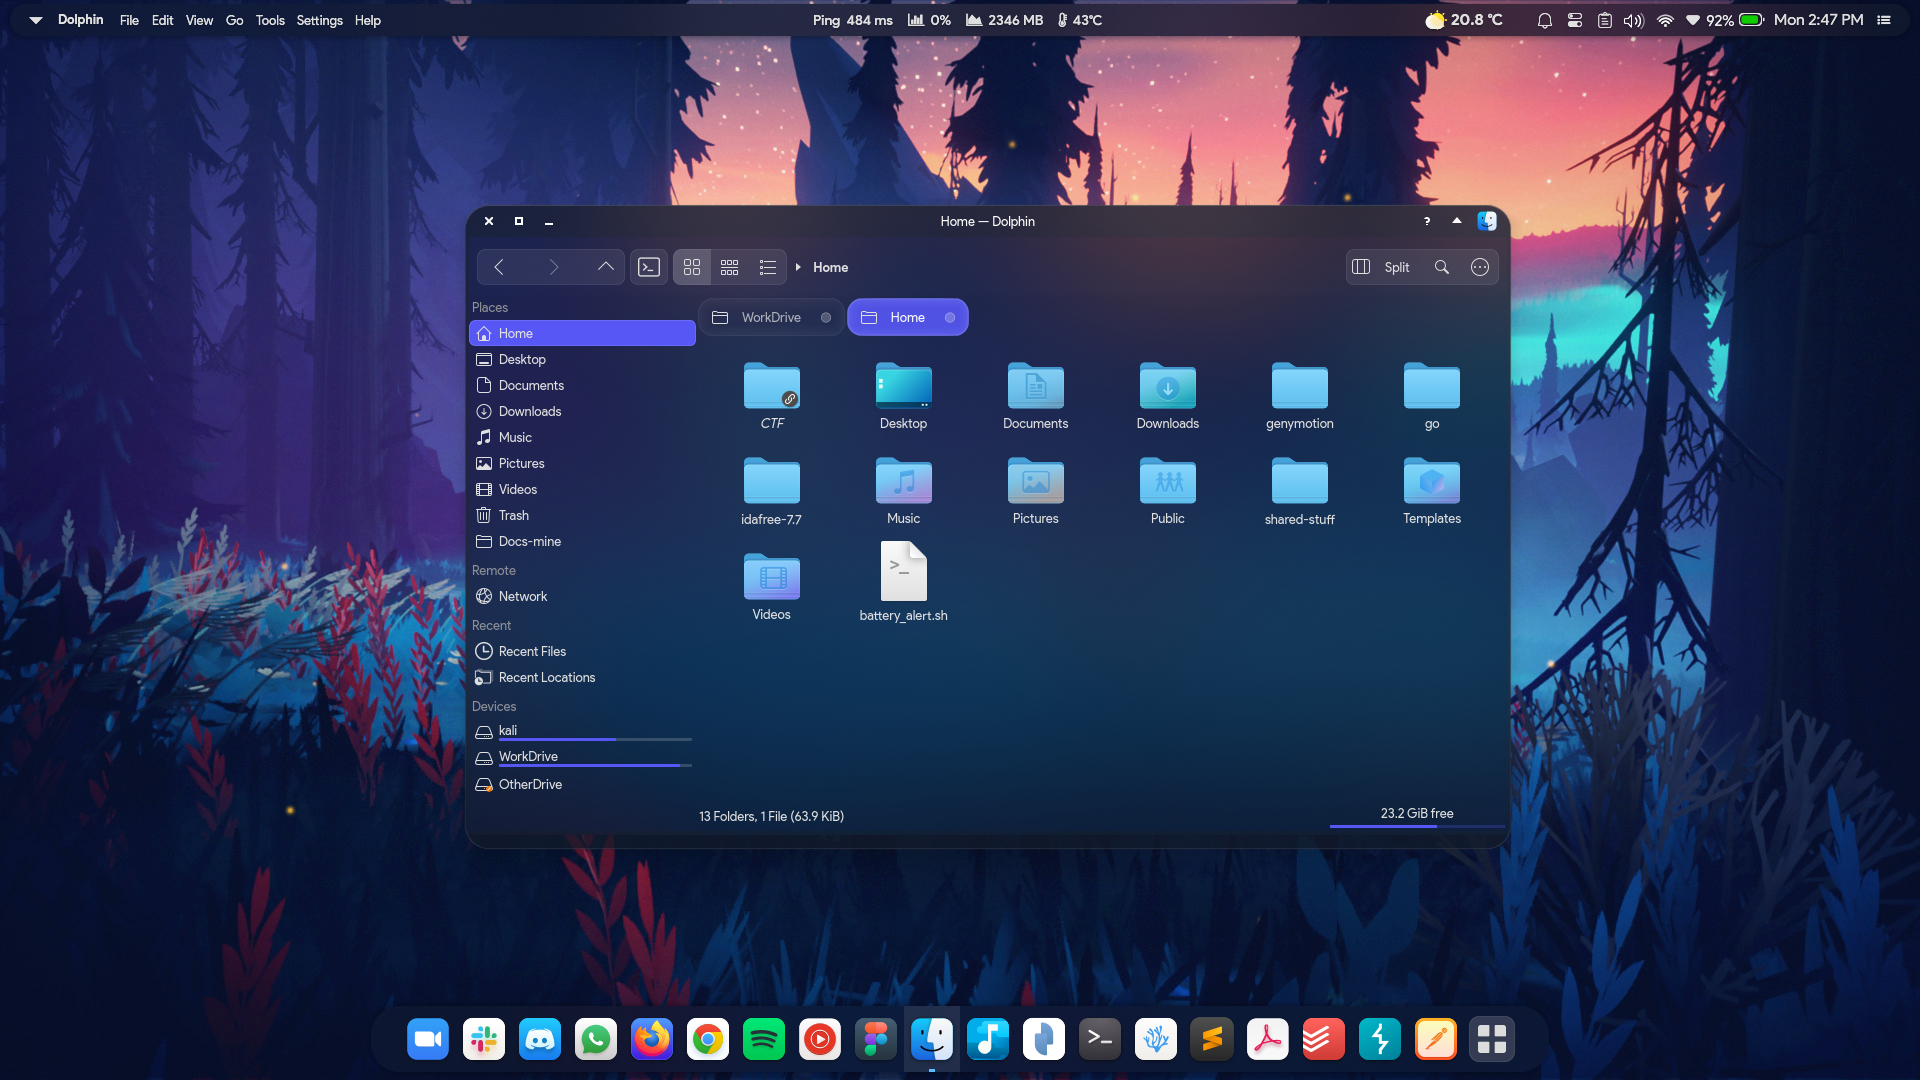 Dolphin File Edit View Go Tools Settings Help Ping 484 ms 0% 2346 MB 43°C 20.8 °C 92% Mon 2:47 PM
Home — Dolphin ?
Home Split
Places
Home
Desktop
Documents
Downloads
Music
Pictures
Videos
Trash
Docs-mine
Remote
Network
Recent
Recent Files
Recent Locations
Devices
kali
WorkDrive
OtherDrive
WorkDrive Home
CTF Desktop Documents Downloads genymotion go
idafree-7.7 Music Pictures Public shared-stuff Templates
>_
Videos battery_alert.sh
13 Folders, 1 File (63.9 KiB) 23.2 GiB free